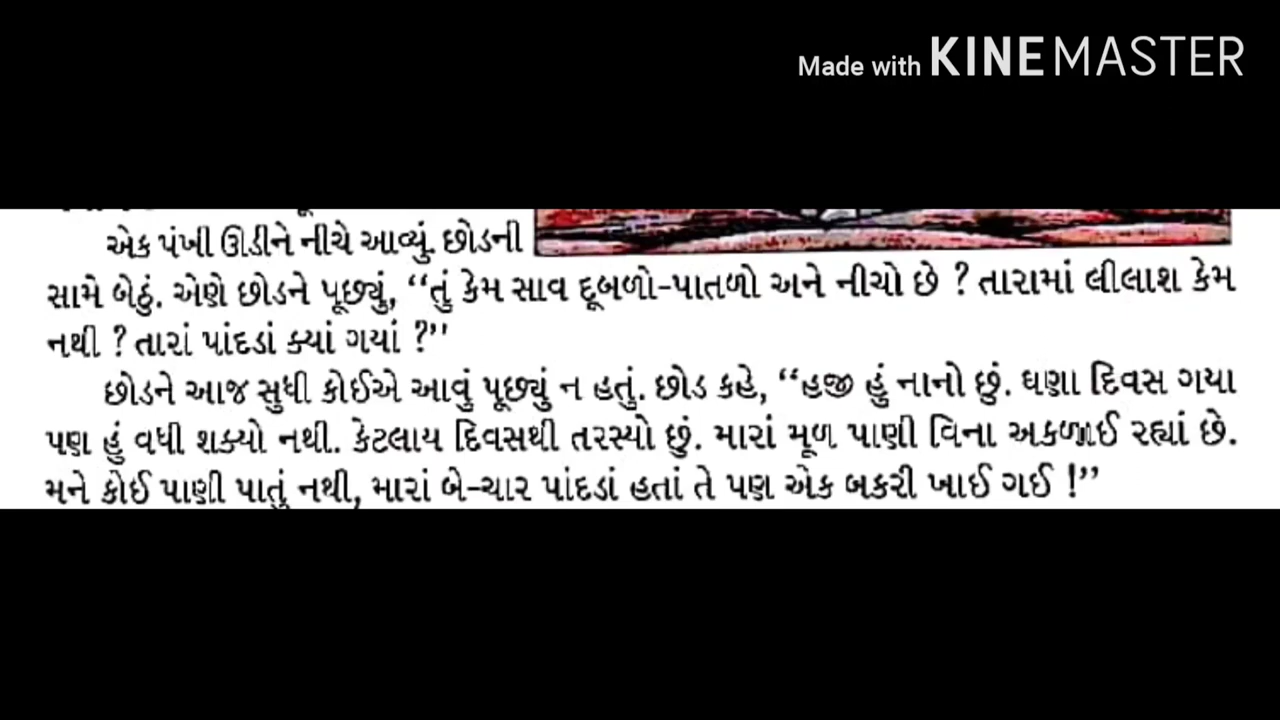 Made with KINEMASTER
એક પંખી ઊડીને નીચે આવ્યું. છોડની
સામે બેઠું. એણે છોડને પૂછ્યું, “તું કેમ સાવ દૂબળો-પાતળો અને નીચો છે ? તારામાં લીલાશ કેમ
નથી ? તારાં પાંદડાં ક્યાં ગયાં ?”
છોડને આજ સુધી કોઈએ આવું પૂછ્યું ન હતું. છોડ કહે, “હજી હું નાનો છું. ઘણા દિવસ ગયા
પણ હું વધી શક્યો નથી. કેટલાય દિવસથી તરસ્યો છું. મારાં મૂળ પાણી વિના અકળાઈ રહ્યાં છે.
મને કોઈ પાણી પાતું નથી, મારાં બે-ચાર પાંદડાં હતાં તે પણ એક બકરી ખાઈ ગઈ !”